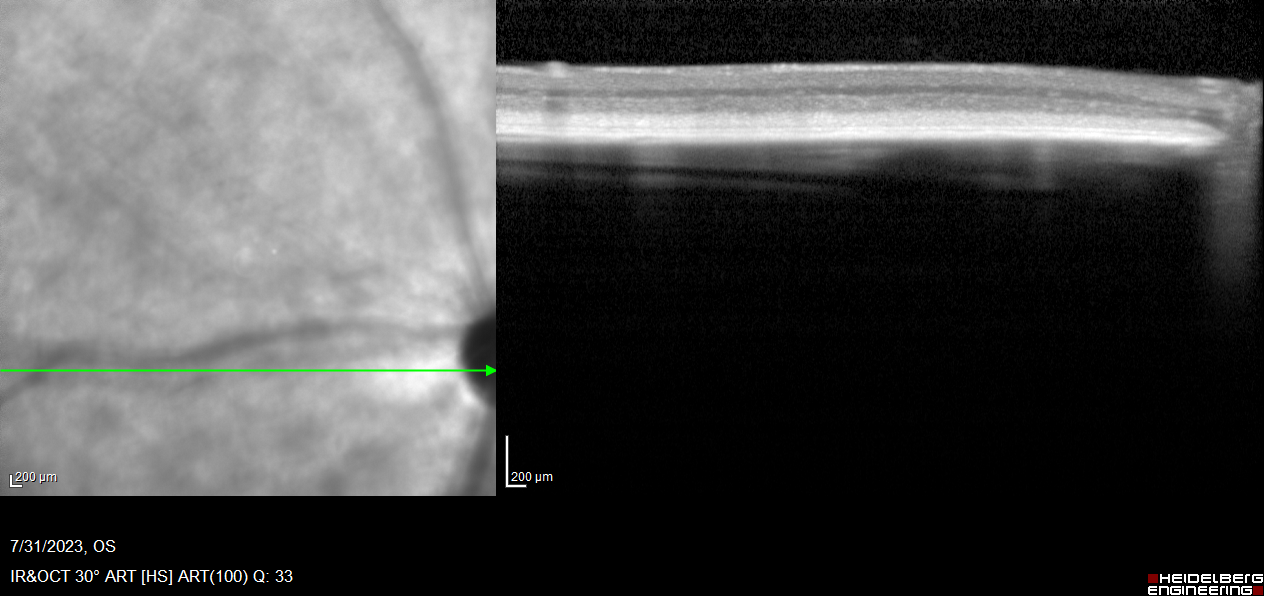 200 µm
200 µm
7/31/2023, OS
IR&OCT 30° ART [HS] ART(100) Q: 33
HEIDELBERG
ENGINEERING